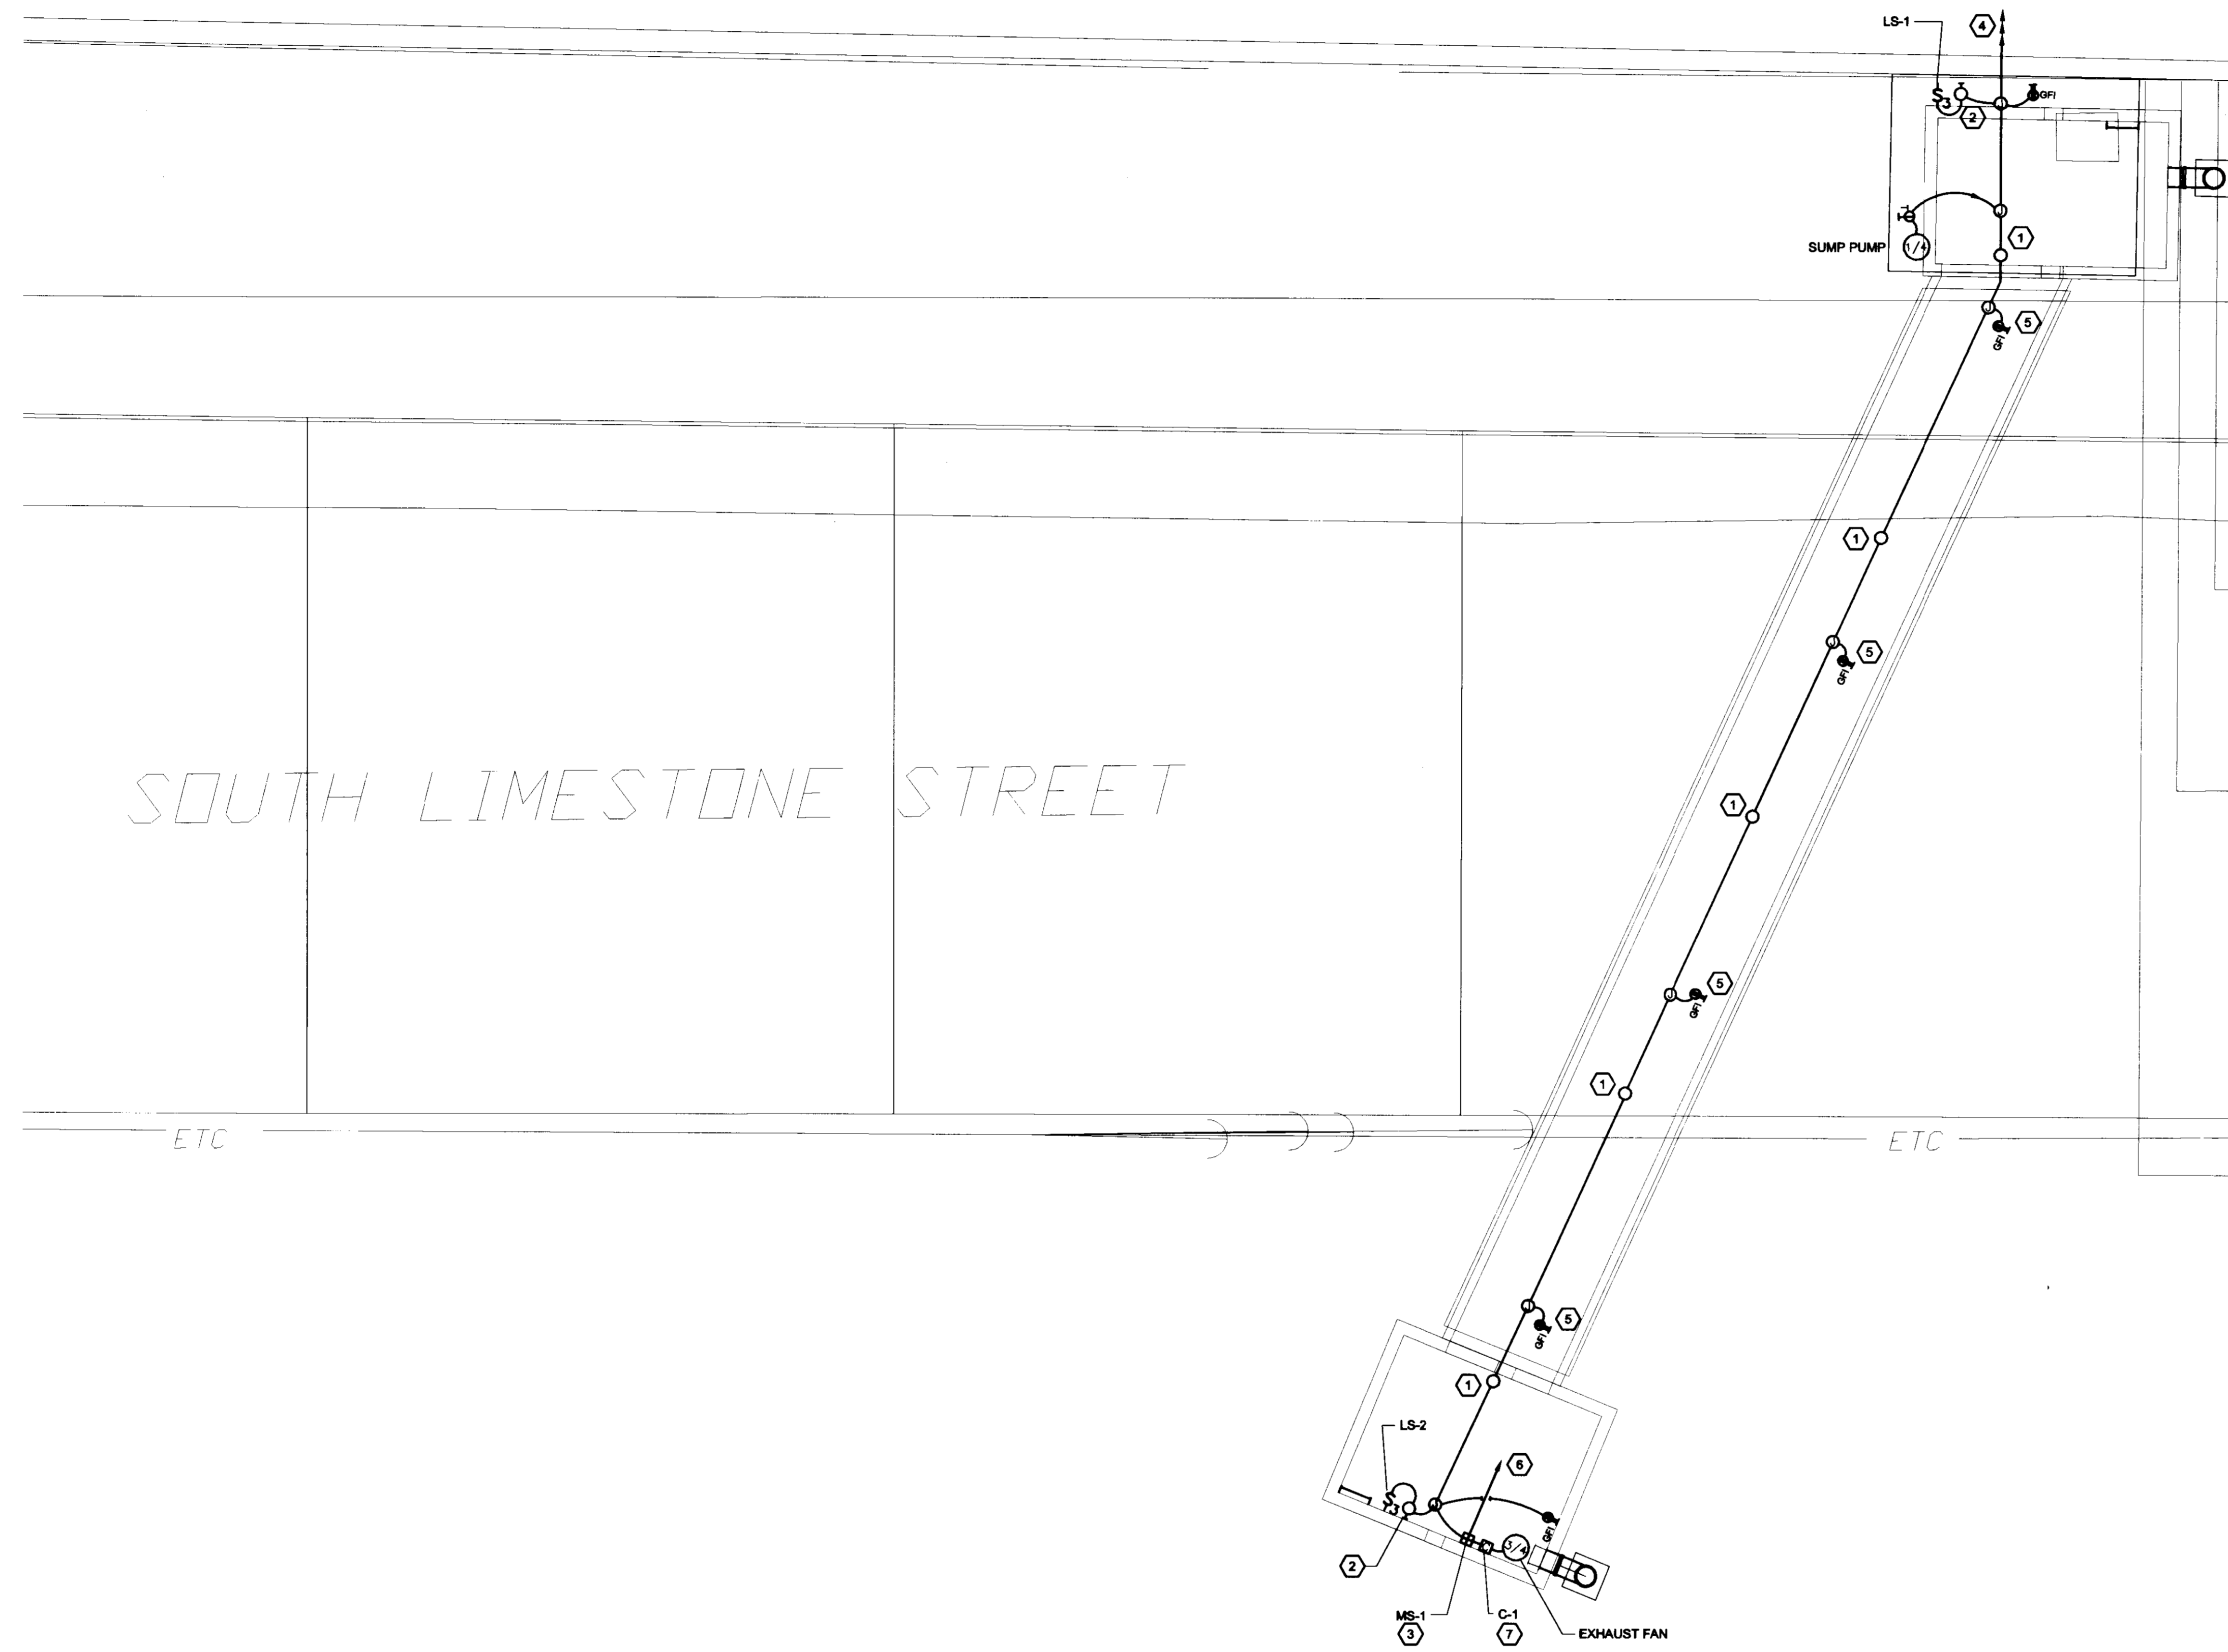 LS-1
4
S3
J
GFI
2
J
SUMP PUMP
1/4
1
J
5
GFI
1
J
5
GFI
SOUTH LIMESTONE STREET
1
J
5
GFI
1
ETC
ETC
J
5
GFI
1
LS-2
6
S3
J
GFI
3/4
2
MS-1
C-1
3
7
EXHAUST FAN